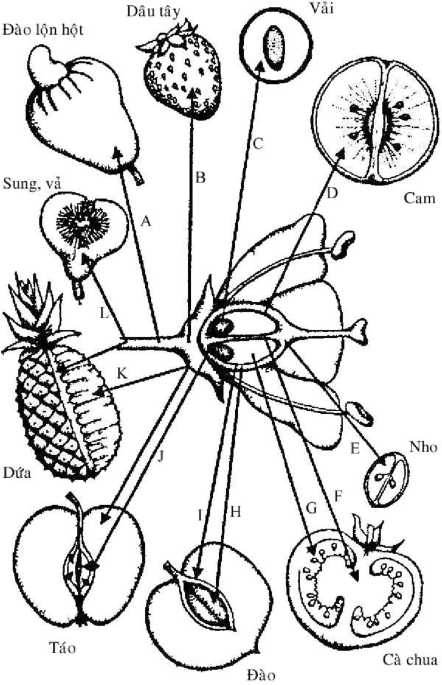 Vải
Dâu tây
Đào lộn hột
C
B
D
Cam
Sung, vả
A
L
K
J
E
Nho
Dứa
I
H
G
F
Táo
Đào
Cà chua